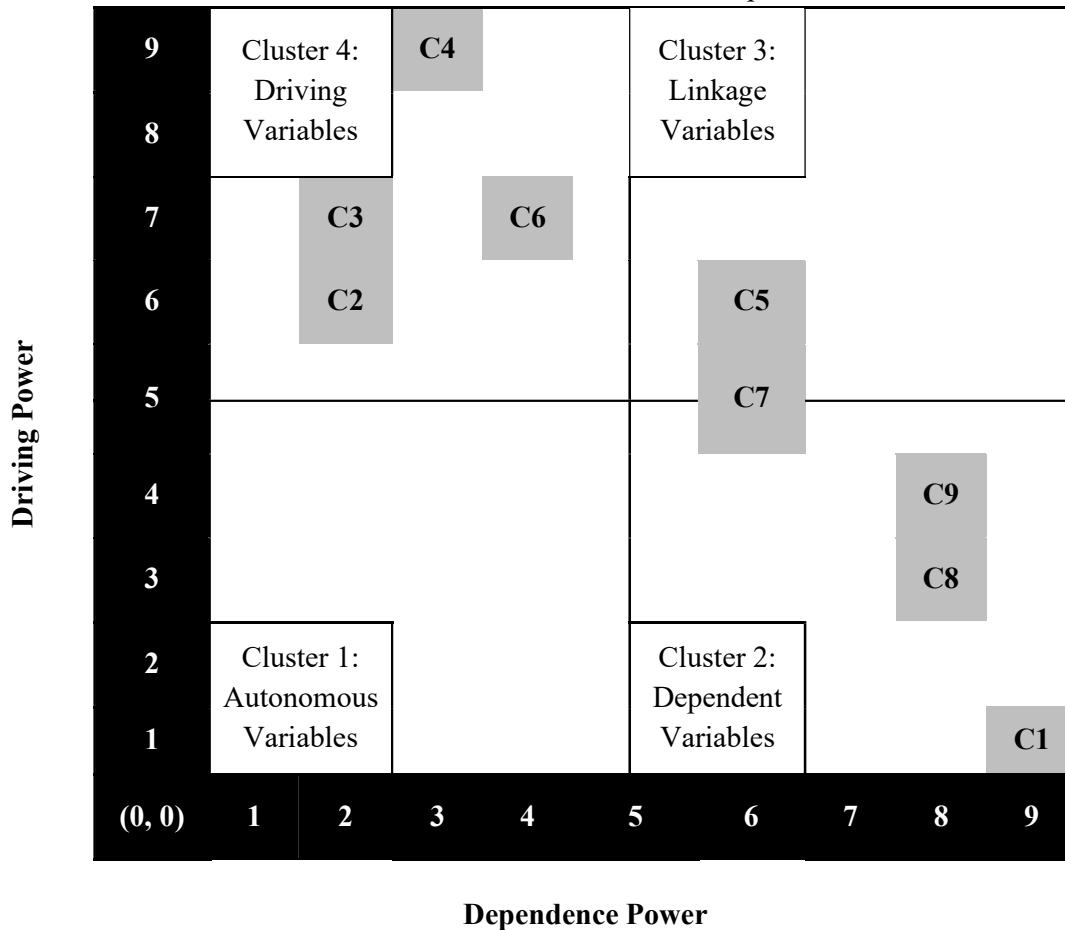 9
Cluster 4:
Driving
Variables
C4
Cluster 3:
Linkage
Variables
8
7
C3
C6
6
C2
C5
5
C7
4
C9
3
C8
2
Cluster 1:
Autonomous
Variables
Cluster 2:
Dependent
Variables
1
C1
(0, 0) 1 2 3 4 5 6 7 8 9
Driving Power
Dependence Power